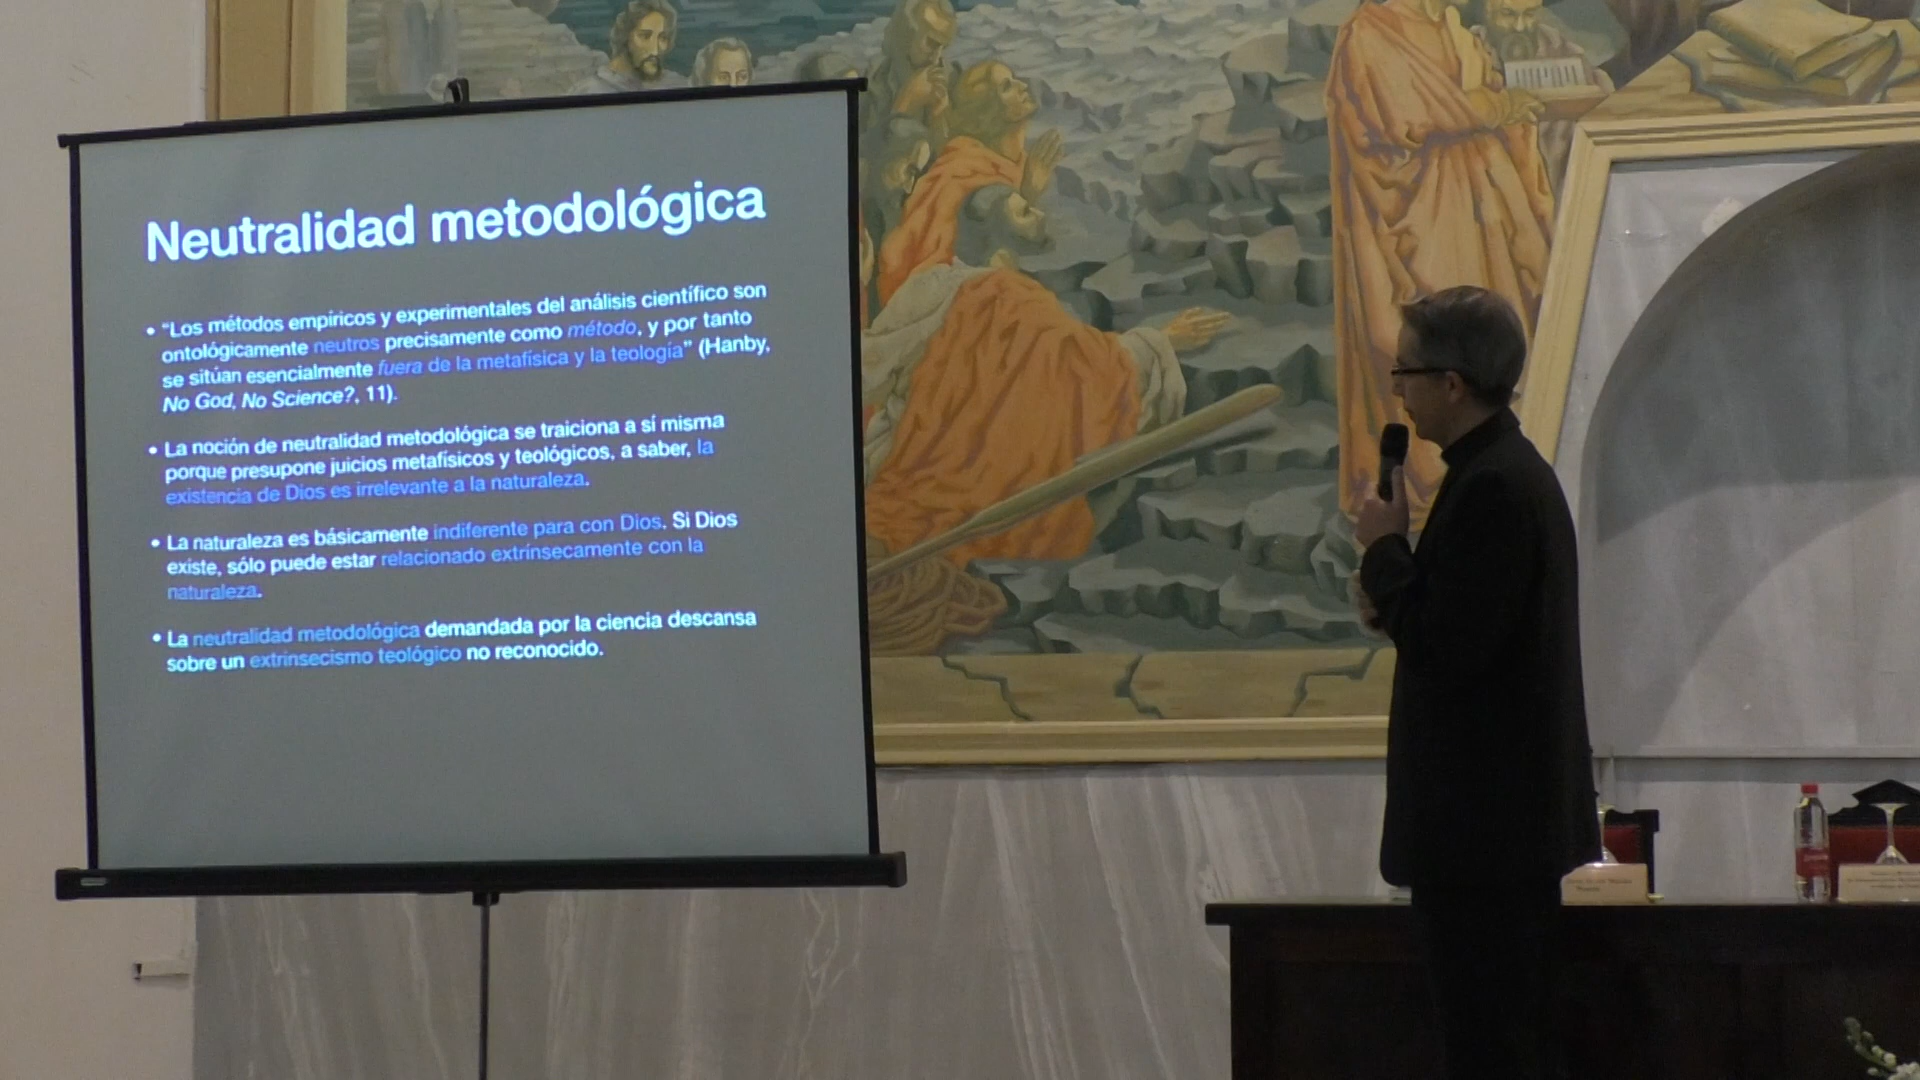 Neutralidad metodológica
• “Los métodos empíricos y experimentales del análisis científico son
ontológicamente neutros precisamente como método, y por tanto
se sitúan esencialmente fuera de la metafísica y la teología” (Hanby,
No God, No Science?, 11).
• La noción de neutralidad metodológica se traiciona a sí misma
porque presupone juicios metafísicos y teológicos, a saber, la
existencia de Dios es irrelevante a la naturaleza.
• La naturaleza es básicamente indiferente para con Dios. Si Dios
existe, sólo puede estar relacionado extrínsecamente con la
naturaleza.
• La neutralidad metodológica demandada por la ciencia descansa
sobre un extrinsecismo teológico no reconocido.